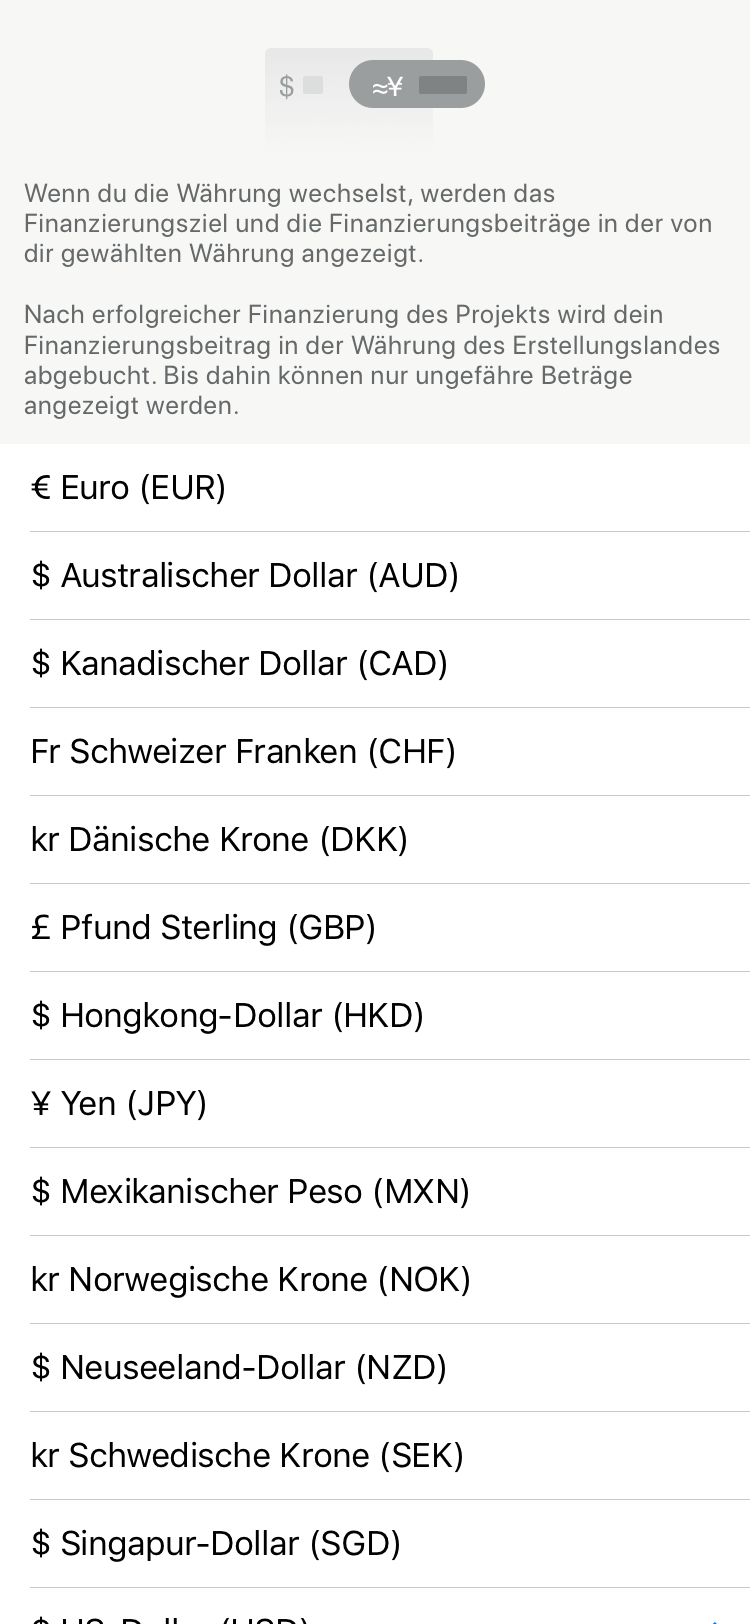 $ ≈¥
Wenn du die Währung wechselst, werden das
Finanzierungsziel und die Finanzierungsbeiträge in der von
dir gewählten Währung angezeigt.
Nach erfolgreicher Finanzierung des Projekts wird dein
Finanzierungsbeitrag in der Währung des Erstellungslandes
abgebucht. Bis dahin können nur ungefähre Beträge
angezeigt werden.
€ Euro (EUR)
$ Australischer Dollar (AUD)
$ Kanadischer Dollar (CAD)
Fr Schweizer Franken (CHF)
kr Dänische Krone (DKK)
£ Pfund Sterling (GBP)
$ Hongkong-Dollar (HKD)
¥ Yen (JPY)
$ Mexikanischer Peso (MXN)
kr Norwegische Krone (NOK)
$ Neuseeland-Dollar (NZD)
kr Schwedische Krone (SEK)
$ Singapur-Dollar (SGD)